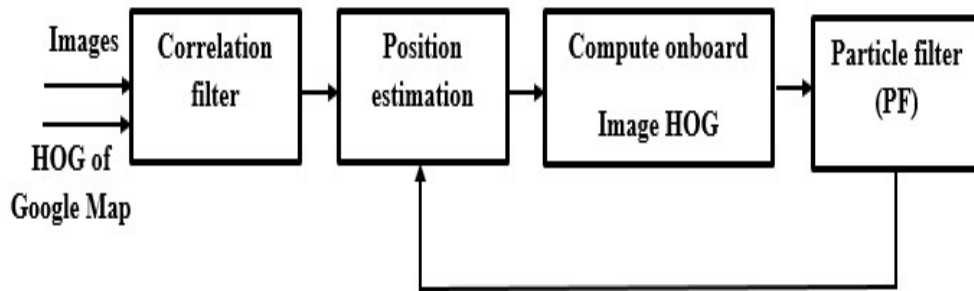 Images
HOG of
Google Map
Correlation
filter
Position
estimation
Compute onboard
Image HOG
Particle filter
(PF)